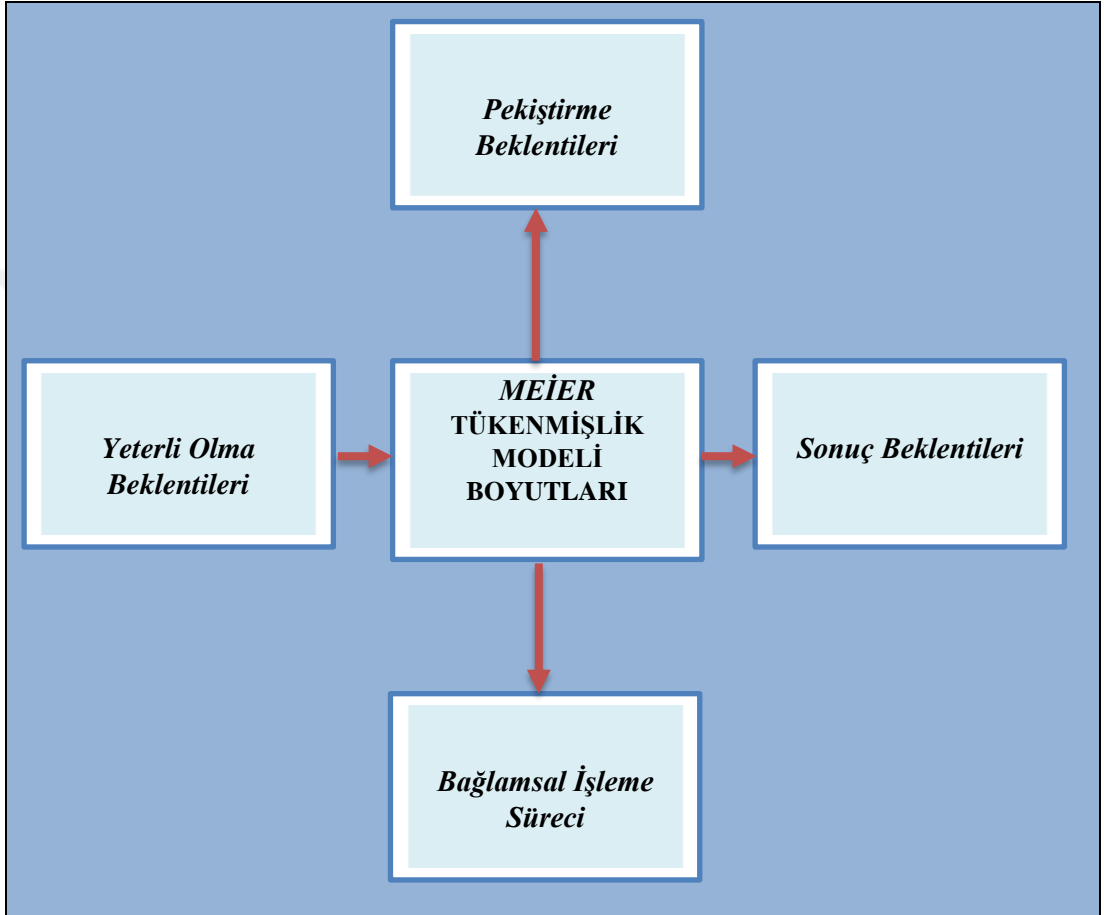 Pekiştirme
Beklentileri
Yeterli Olma
Beklentileri
MEİER
TÜKENMİŞLİK
MODELİ
BOYUTLARI
Sonuç Beklentileri
Bağlamsal İşleme
Süreci